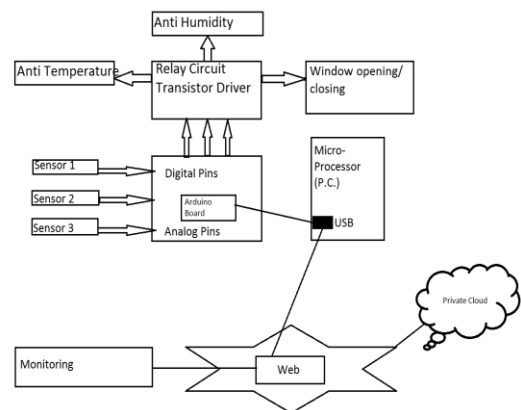 Anti Humidity
Anti Temperature
Relay Circuit
Transistor Driver
Window opening/
closing
Sensor 1
Sensor 2
Sensor 3
Digital Pins
Arduino
Board
Analog Pins
Micro-
Processor
(P.C.)
USB
Private Cloud
Monitoring
Web